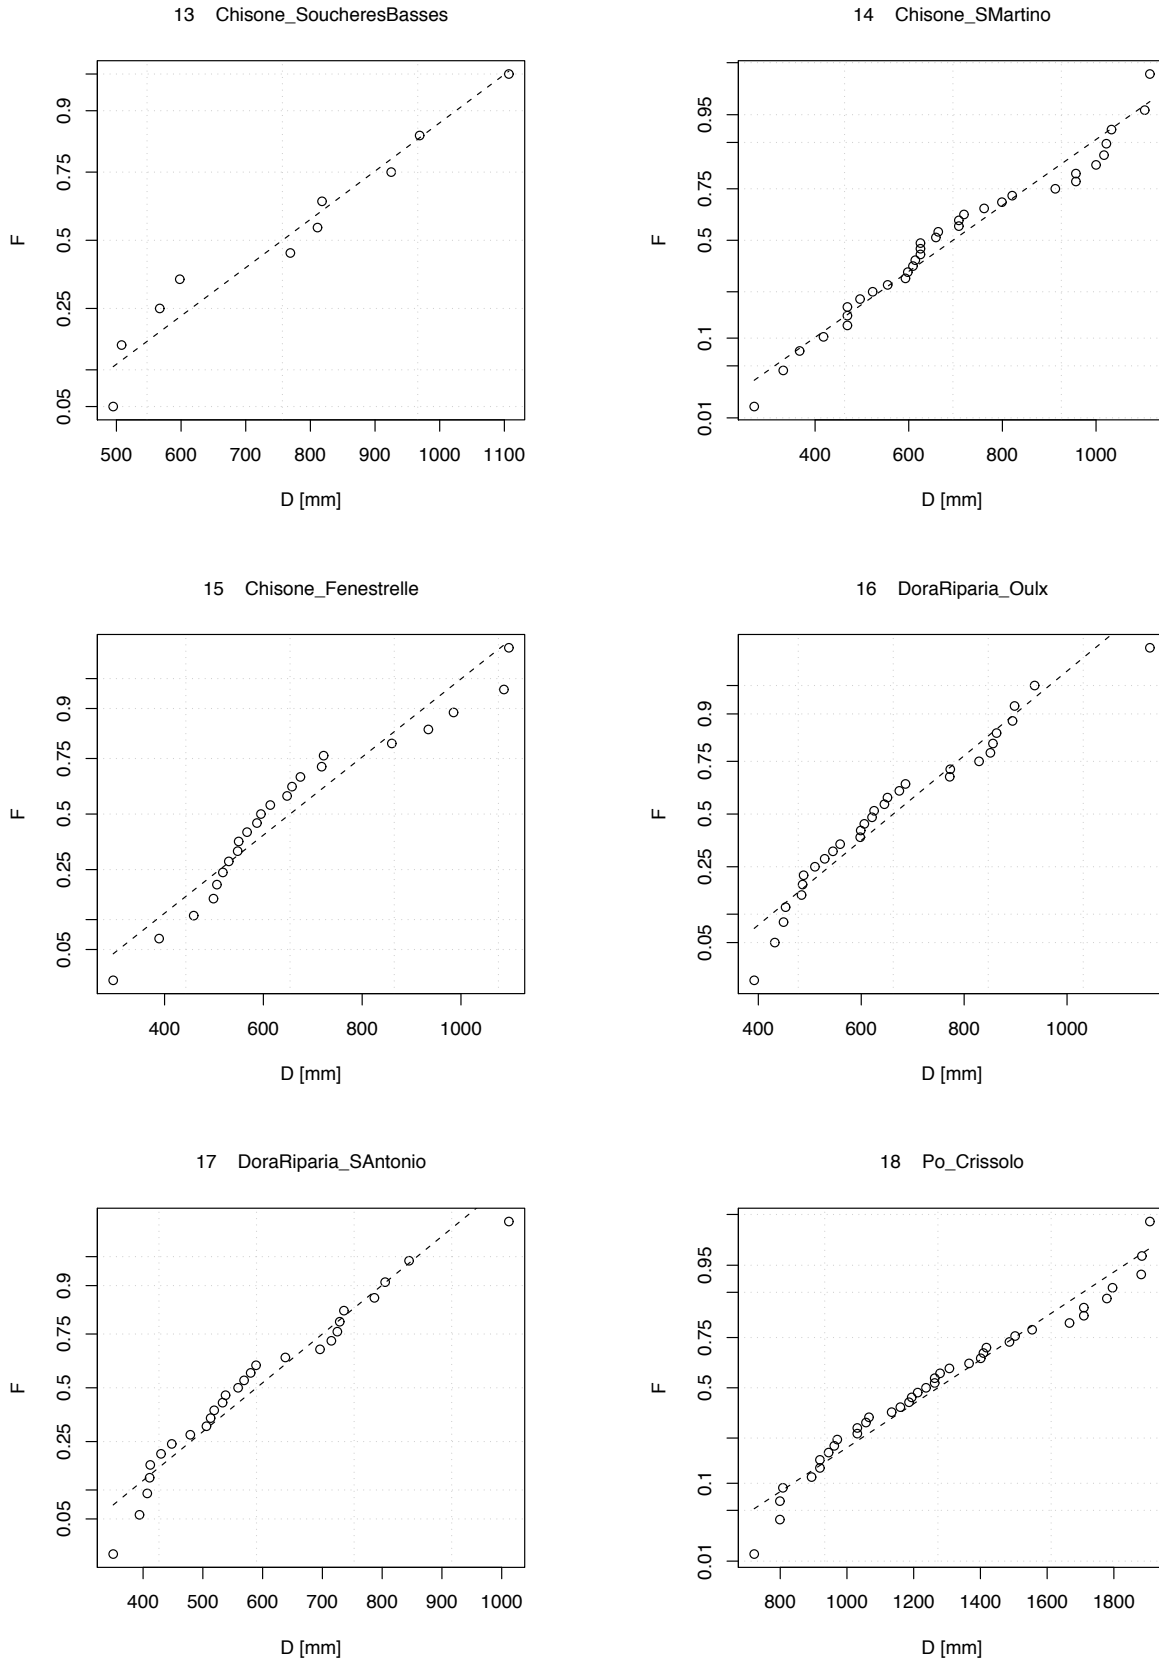 13 Chisone_SoucheresBasses
F
0.05 0.25 0.5 0.75 0.9
500 600 700 800 900 1000 1100
D [mm]
14 Chisone_SMartino
F
0.01 0.1 0.5 0.75 0.95
400 600 800 1000
D [mm]
15 Chisone_Fenestrelle
F
0.05 0.25 0.5 0.75 0.9
400 600 800 1000
D [mm]
16 DoraRiparia_Oulx
F
0.05 0.25 0.5 0.75 0.9
400 600 800 1000
D [mm]
17 DoraRiparia_SAntonio
F
0.05 0.25 0.5 0.75 0.9
400 500 600 700 800 900 1000
D [mm]
18 Po_Crissolo
F
0.01 0.1 0.5 0.75 0.95
800 1000 1200 1400 1600 1800
D [mm]